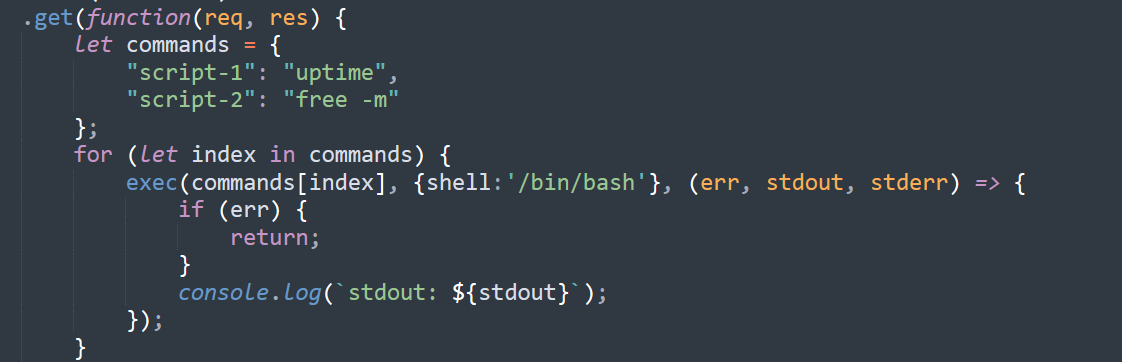 .get(function(req, res) {
let commands = {
"script-1": "uptime",
"script-2": "free -m"
};
for (let index in commands) {
exec(commands[index], {shell:'/bin/bash'}, (err, stdout, stderr) => {
if (err) {
return;
}
console.log(`stdout: ${stdout}`);
});
}